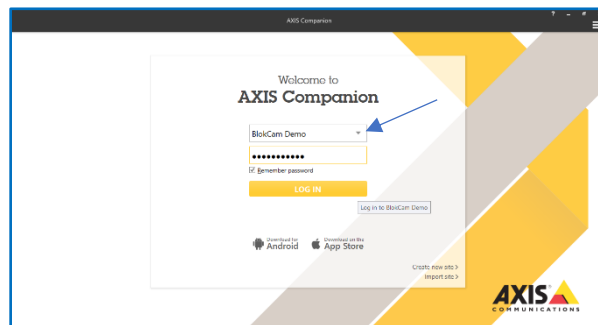 AXIS Companion
?
Welcome to
AXIS Companion
BlokCam Demo
•••••••••••
Remember password
LOG IN
Log in to BlokCam Demo
Download for
Android
Download on the
App Store
Create new site >
Import site >
AXIS
COMMUNICATIONS